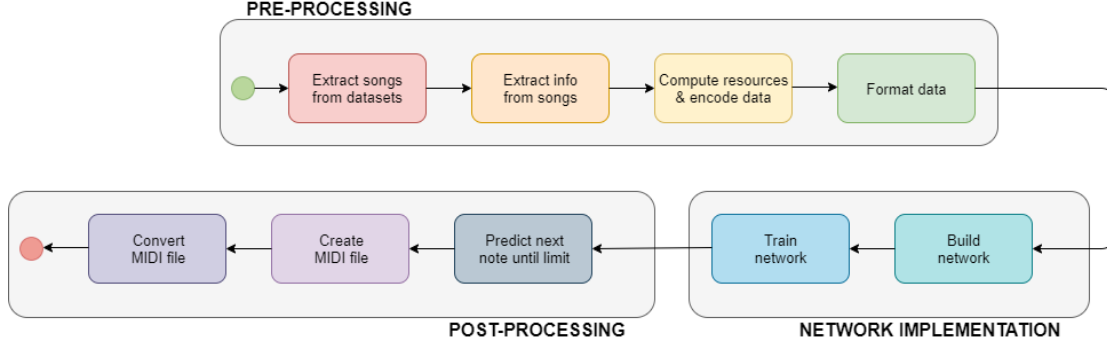 PRE-PROCESSING
Extract songs
from datasets
Extract info
from songs
Compute resources
& encode data
Format data
Convert
MIDI file
Create
MIDI file
Predict next
note until limit
Train
network
Build
network
POST-PROCESSING
NETWORK IMPLEMENTATION